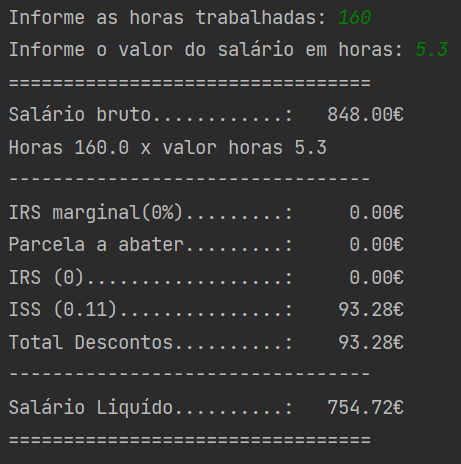 Informe as horas trabalhadas: 160
Informe o valor do salário em horas: 5.3
=================================
Salário bruto............:   848.00€
Horas 160.0 x valor horas 5.3
---------------------------------
IRS marginal(0%).........:     0.00€
Parcela a abater.........:     0.00€
IRS (0)..................:     0.00€
ISS (0.11)...............:    93.28€
Total Descontos..........:    93.28€
---------------------------------
Salário Liquído..........:   754.72€
=================================